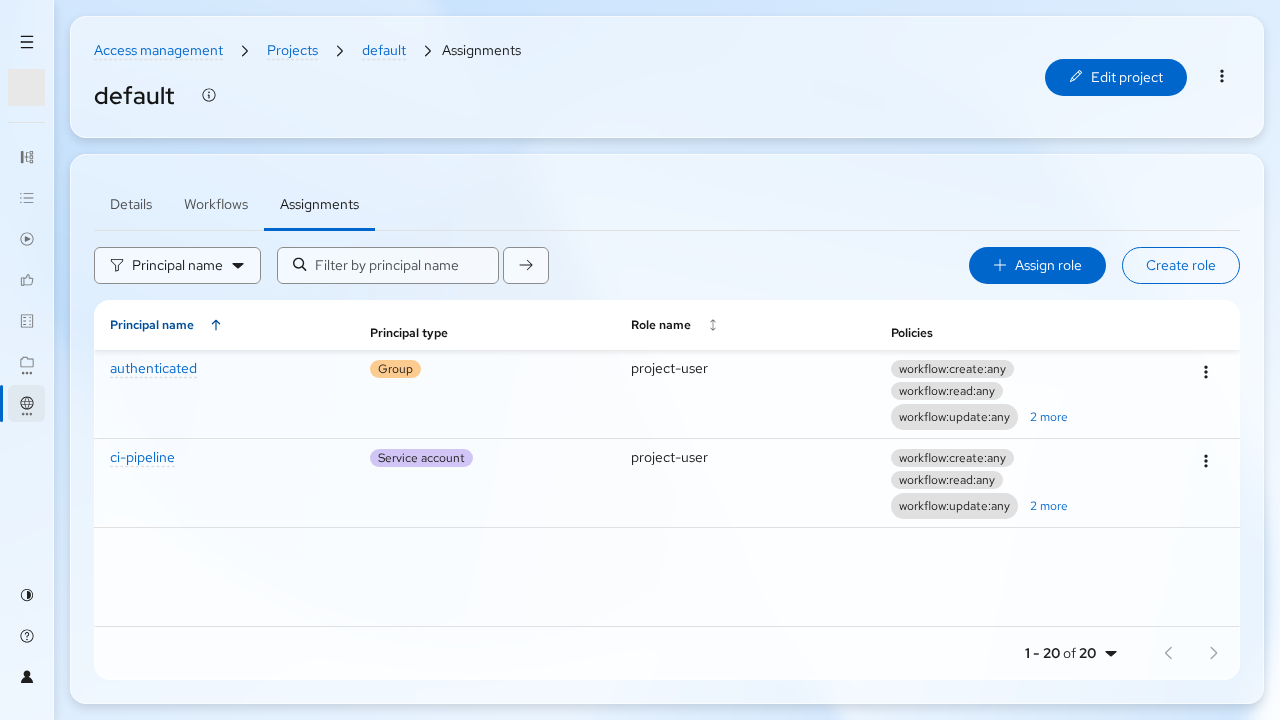 Access management > Projects > default > Assignments
default
Edit project
Details Workflows Assignments
Principal name
Filter by principal name
Assign role
Create role
Principal name Principal type Role name Policies
authenticated Group project-user workflow:create:any
workflow:read:any
workflow:update:any 2 more
ci-pipeline Service account project-user workflow:create:any
workflow:read:any
workflow:update:any 2 more
1 - 20 of 20